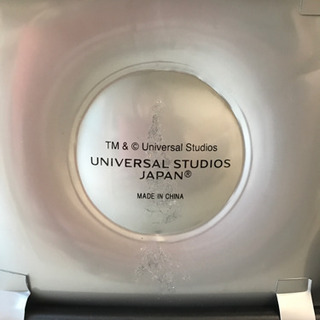 TM & © Universal Studios
UNIVERSAL STUDIOS
JAPAN®
MADE IN CHINA